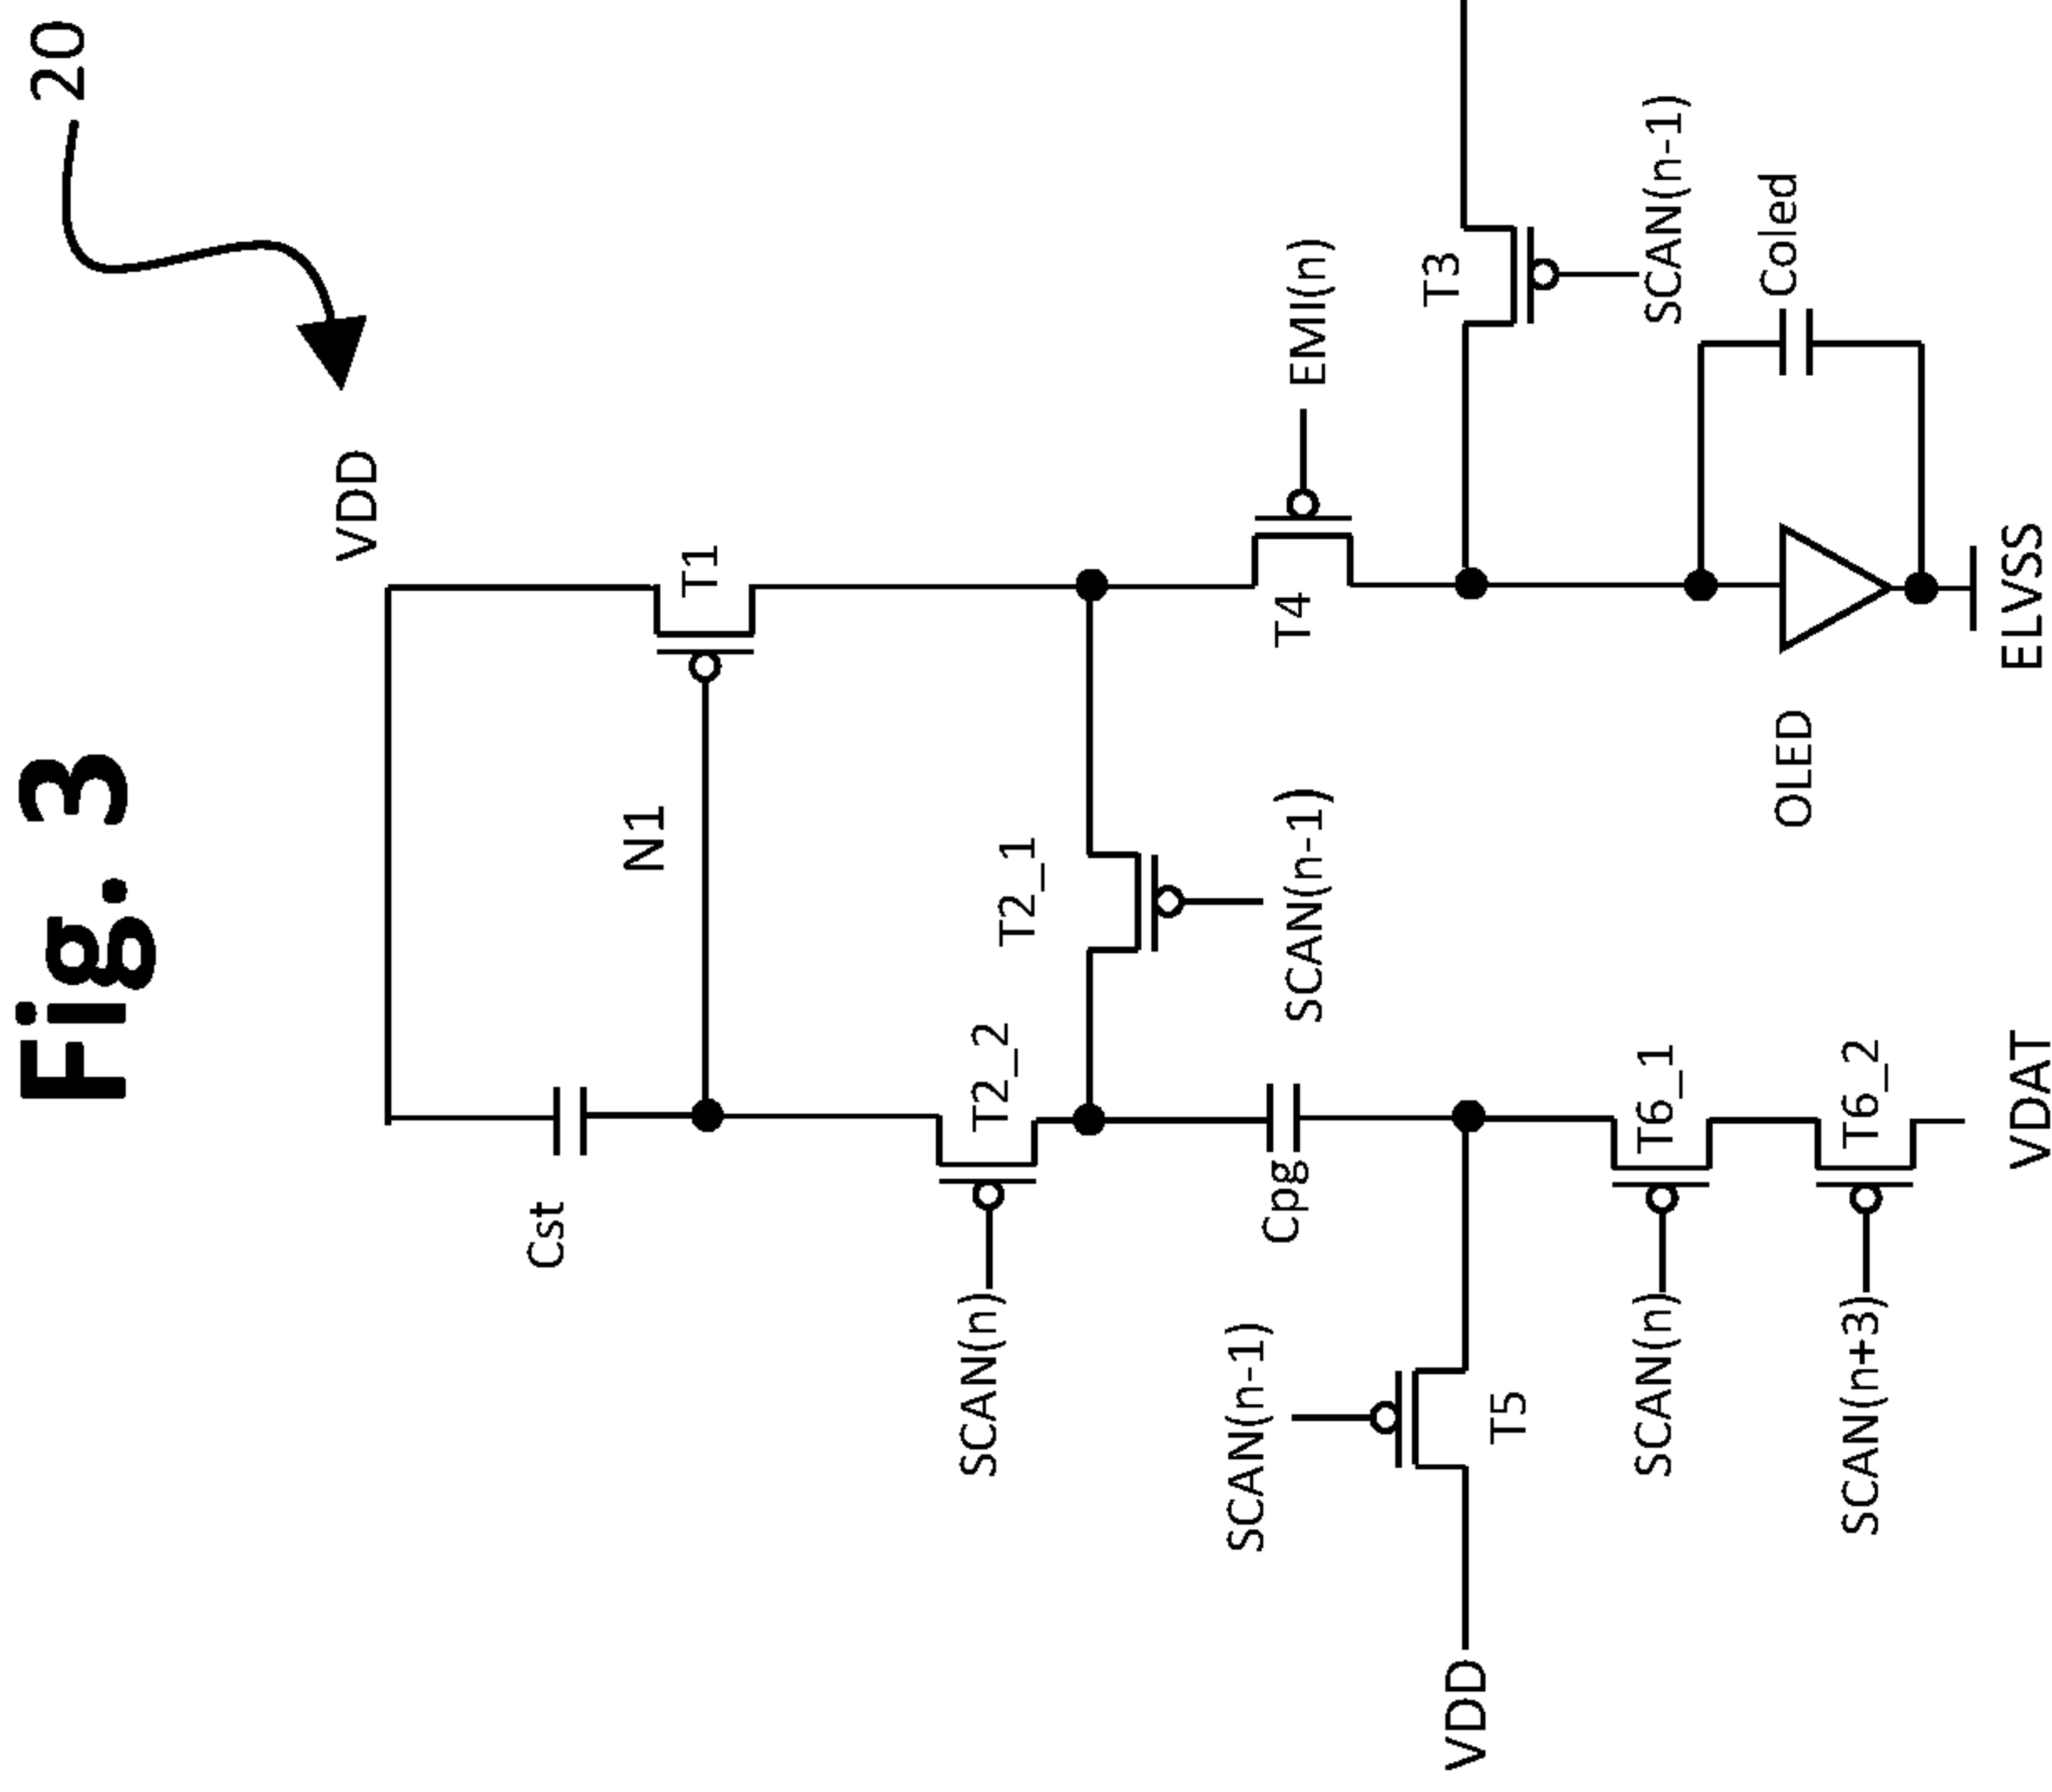 Fig. 3
20
VDD
T1
N1
Cst
T2_2
T2_1
SCAN(n)
SCAN(n-1)
EMI(n)
T4
T3
SCAN(n-1)
Cpg
SCAN(n-1)
T5
VDD
T6_1
SCAN(n)
T6_2
SCAN(n+3)
VDAT
OLED
Coled
ELVSS